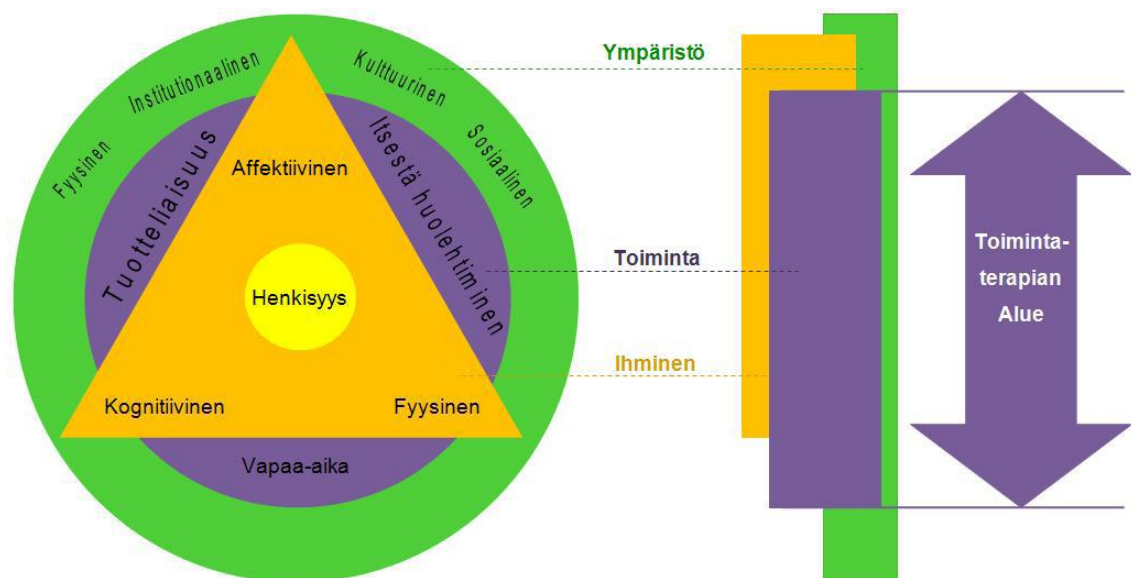 Fyysinen
Institutionaalinen
Kulttuurinen
Sosiaalinen
Tuotteliaisuus
Itsestä huolehtiminen
Affektiivinen
Henkisyys
Kognitiivinen
Fyysinen
Vapaa-aika
Ympäristö
Toiminta
Ihminen
Toiminta-
terapian
Alue